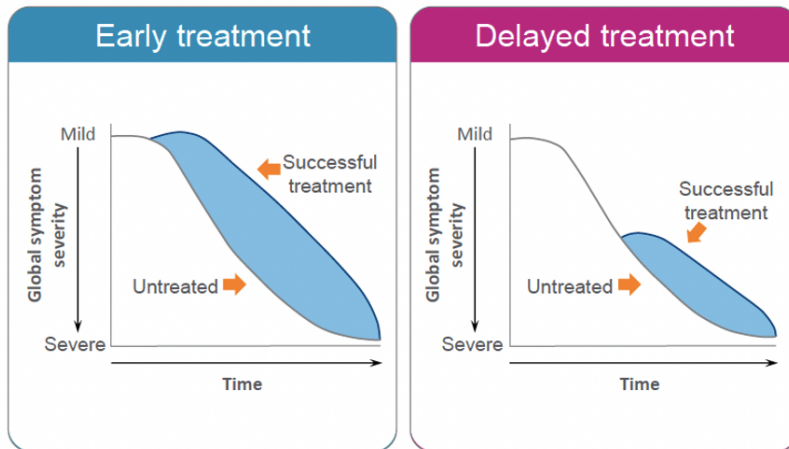 Early treatment
Mild
Global symptom
severity
Successful
treatment
Untreated
Severe
Time
Delayed treatment
Mild
Global symptom
severity
Successful
treatment
Untreated
Severe
Time